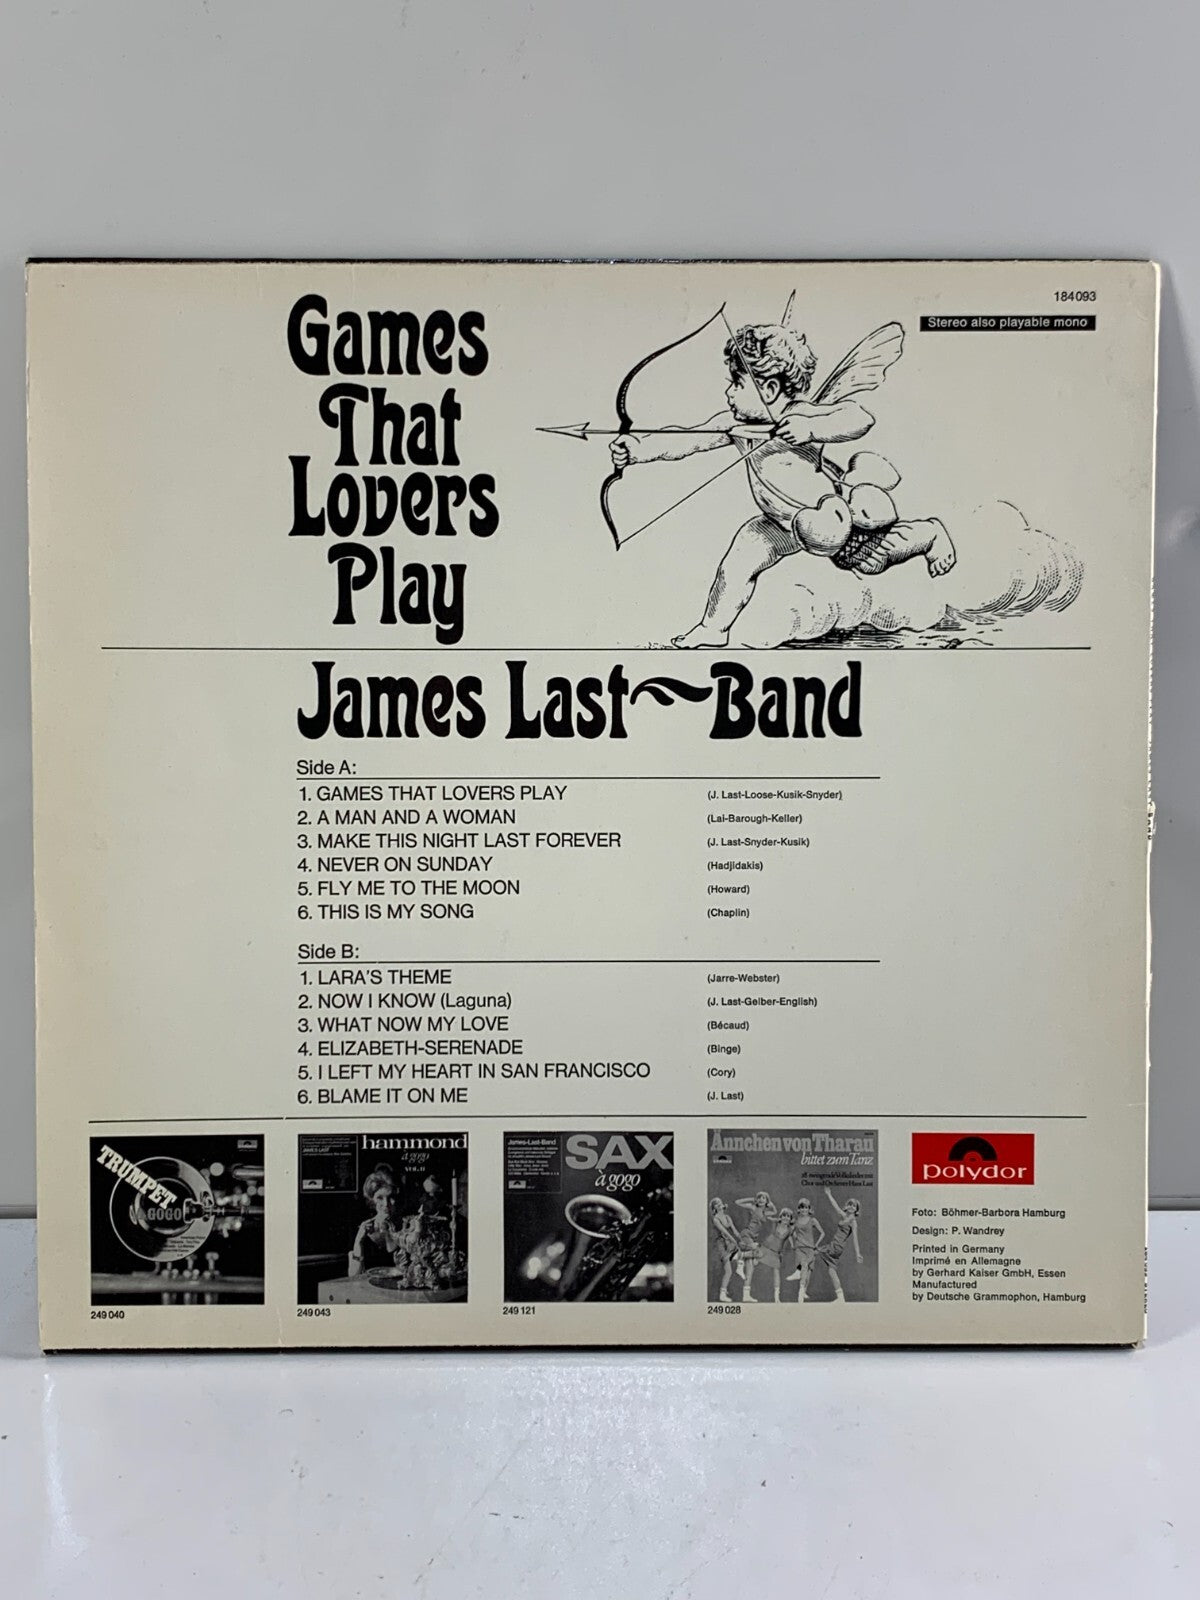 184093
Stereo also playable mono
Games
That
Lovers
Play
James Last Band
Side A:
1. GAMES THAT LOVERS PLAY (J. Last-Loose-Kusik-Snyder)
2. A MAN AND A WOMAN (Lai-Barough-Keller)
3. MAKE THIS NIGHT LAST FOREVER (J. Last-Snyder-Kusik)
4. NEVER ON SUNDAY (Hadjidakis)
5. FLY ME TO THE MOON (Howard)
6. THIS IS MY SONG (Chaplin)
Side B:
1. LARA'S THEME (Jarre-Webster)
2. NOW I KNOW (Laguna) (J. Last-Gelber-English)
3. WHAT NOW MY LOVE (Bécaud)
4. ELIZABETH-SERENADE (Binge)
5. I LEFT MY HEART IN SAN FRANCISCO (Cory)
6. BLAME IT ON ME (J. Last)
TRUMPET
À GOGO
249 040
hammond
à gogo
VOL. II
JAMES LAST
249 043
James-Last-Band
SAX
à gogo
249 121
Ännchen von Tharau
bittet zum Tanz
249 028
polydor
Foto: Böhmer-Barbora Hamburg
Design: P. Wandrey
Printed in Germany
Imprimé en Allemagne
by Gerhard Kaiser GmbH, Essen
Manufactured
by Deutsche Grammophon, Hamburg